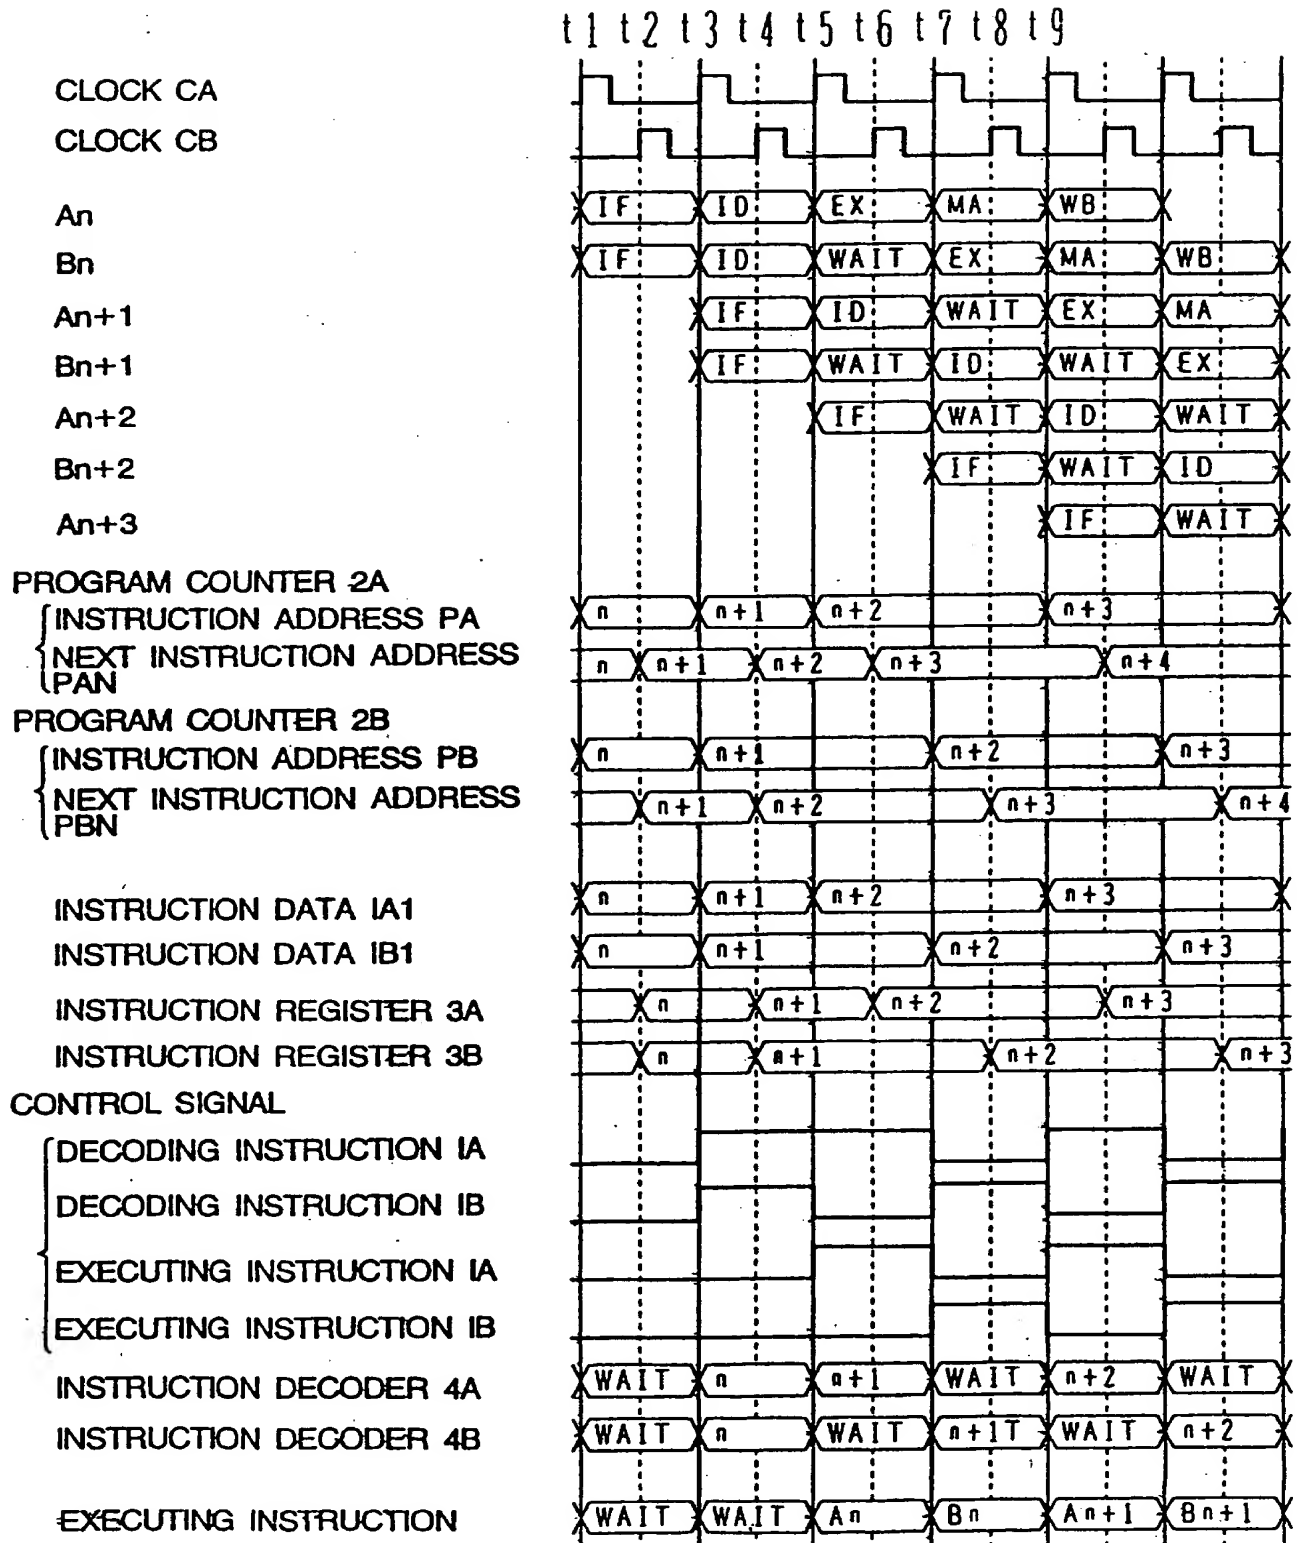 t1 t2 t3 t4 t5 t6 t7 t8 t9
CLOCK CA
CLOCK CB
An IF ID EX MA WB
Bn IF ID WAIT EX MA WB
An+1 IF ID WAIT EX MA
Bn+1 IF WAIT ID WAIT EX
An+2 IF WAIT ID WAIT
Bn+2 IF WAIT ID
An+3 IF WAIT
PROGRAM COUNTER 2A
INSTRUCTION ADDRESS PA n n+1 n+2 n+3
NEXT INSTRUCTION ADDRESS n n+1 n+2 n+3 n+4
PAN
PROGRAM COUNTER 2B
INSTRUCTION ADDRESS PB n n+1 n+2 n+3
NEXT INSTRUCTION ADDRESS n+1 n+2 n+3 n+4
PBN
INSTRUCTION DATA IA1 n n+1 n+2 n+3
INSTRUCTION DATA IB1 n n+1 n+2 n+3
INSTRUCTION REGISTER 3A n n+1 n+2 n+3
INSTRUCTION REGISTER 3B n n+1 n+2 n+3
CONTROL SIGNAL
DECODING INSTRUCTION IA
DECODING INSTRUCTION IB
EXECUTING INSTRUCTION IA
EXECUTING INSTRUCTION IB
INSTRUCTION DECODER 4A WAIT n n+1 WAIT n+2 WAIT
INSTRUCTION DECODER 4B WAIT n WAIT n+1T WAIT n+2
EXECUTING INSTRUCTION WAIT WAIT An Bn An+1 Bn+1